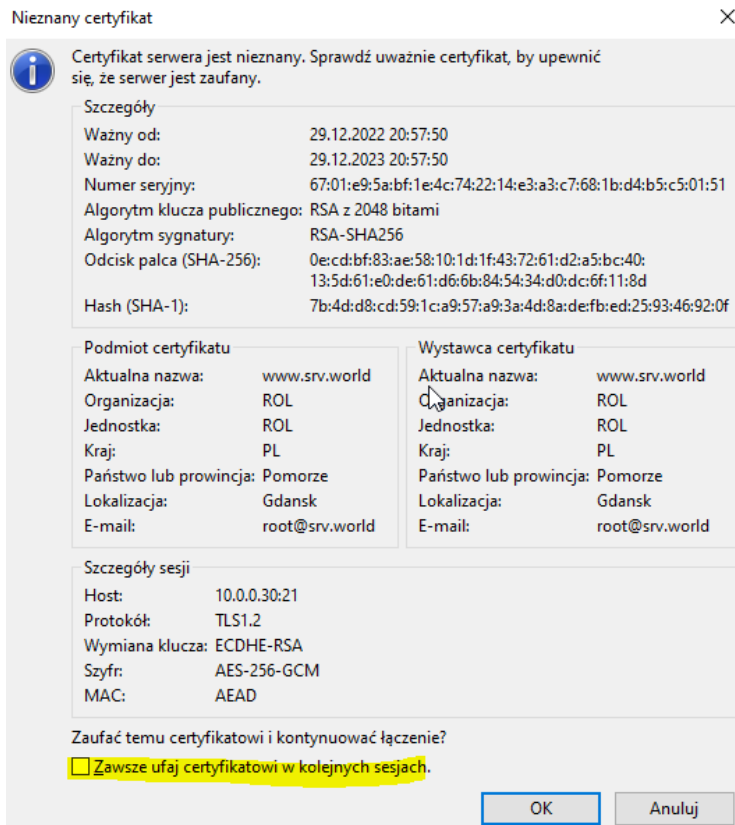 Nieznany certyfikat
Certyfikat serwera jest nieznany. Sprawdź uważnie certyfikat, by upewnić
się, że serwer jest zaufany.
Szczegóły
Ważny od: 29.12.2022 20:57:50
Ważny do: 29.12.2023 20:57:50
Numer seryjny: 67:01:e9:5a:bf:1e:4c:74:22:14:e3:a3:c7:68:1b:d4:b5:c5:01:51
Algorytm klucza publicznego: RSA z 2048 bitami
Algorytm sygnatury: RSA-SHA256
Odcisk palca (SHA-256): 0e:cd:bf:83:ae:58:10:1d:1f:43:72:61:d2:a5:bc:40:
13:5d:61:e0:de:61:d6:6b:84:54:34:d0:dc:6f:11:8d
Hash (SHA-1): 7b:4d:d8:cd:59:1c:a9:57:a9:3a:4d:8a:de:fb:ed:25:93:46:92:0f
Podmiot certyfikatu
Aktualna nazwa: www.srv.world
Organizacja: ROL
Jednostka: ROL
Kraj: PL
Państwo lub prowincja: Pomorze
Lokalizacja: Gdansk
E-mail: root@srv.world
Wystawca certyfikatu
Aktualna nazwa: www.srv.world
Organizacja: ROL
Jednostka: ROL
Kraj: PL
Państwo lub prowincja: Pomorze
Lokalizacja: Gdansk
E-mail: root@srv.world
Szczegóły sesji
Host: 10.0.0.30:21
Protokół: TLS1.2
Wymiana klucza: ECDHE-RSA
Szyfr: AES-256-GCM
MAC: AEAD
Zaufać temu certyfikatowi i kontynuować łączenie?
Zawsze ufaj certyfikatowi w kolejnych sesjach.
OK
Anuluj